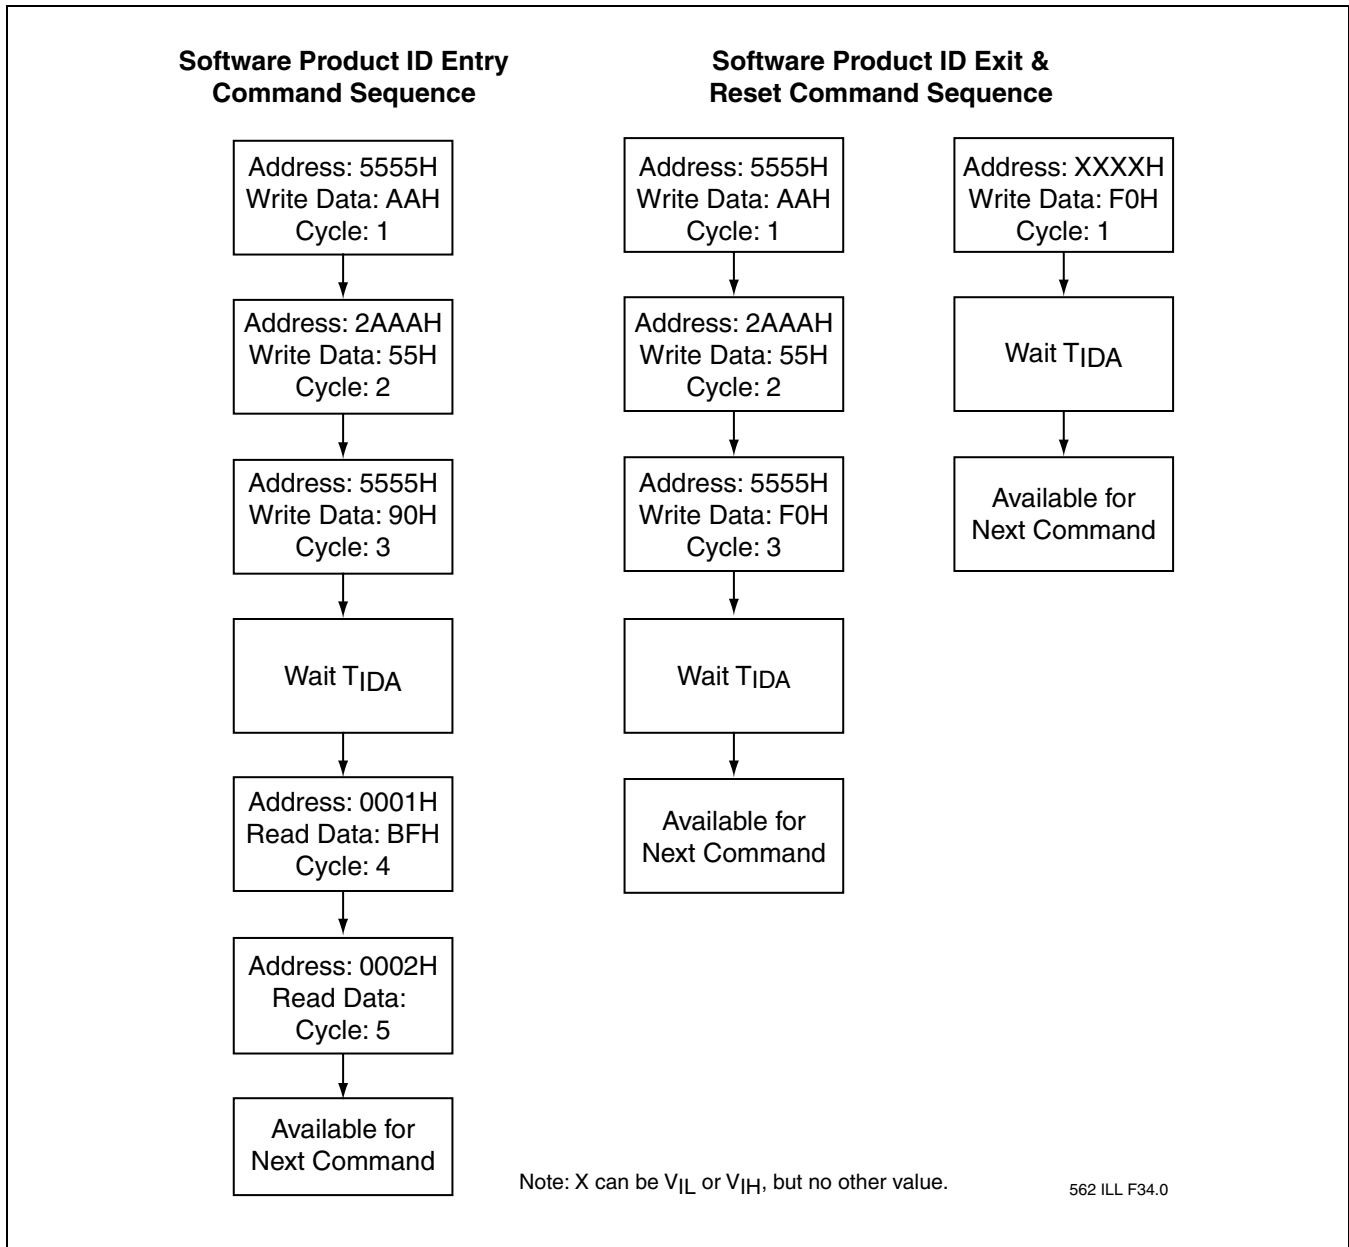 Software Product ID Entry
Command Sequence
Address: 5555H
Write Data: AAH
Cycle: 1
Address: 2AAAH
Write Data: 55H
Cycle: 2
Address: 5555H
Write Data: 90H
Cycle: 3
Wait TIDA
Address: 0001H
Read Data: BFH
Cycle: 4
Address: 0002H
Read Data:
Cycle: 5
Available for
Next Command
Software Product ID Exit &
Reset Command Sequence
Address: 5555H
Write Data: AAH
Cycle: 1
Address: 2AAAH
Write Data: 55H
Cycle: 2
Address: 5555H
Write Data: F0H
Cycle: 3
Wait TIDA
Available for
Next Command
Address: XXXXH
Write Data: F0H
Cycle: 1
Wait TIDA
Available for
Next Command
Note: X can be VIL or VIH, but no other value.
562 ILL F34.0